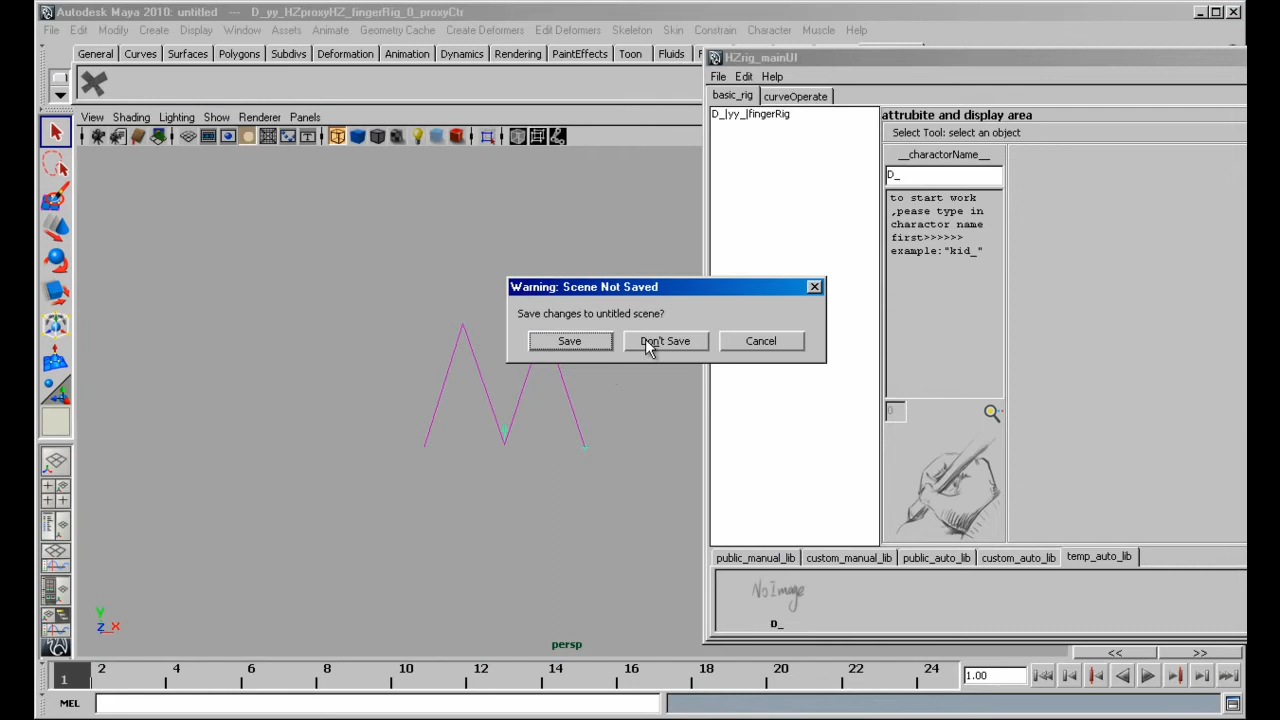 Autodesk Maya 2010: untitled * --- D_yy_HZproxyHZ_fingerRig_0_proxyCtr
File Edit Modify Create Display Window Assets Animate Geometry Cache Create Deformers Edit Deformers Skeleton Skin Constrain Character Muscle Help
General Curves Surfaces Polygons Subdivs Deformation Animation Dynamics Rendering PaintEffects Toon Fluids
HZrig_mainUI
File Edit Help
View Shading Lighting Show Renderer Panels
basic_rig curveOperate
D_|yy_|fingerRig
attrubite and display area
Select Tool: select an object
__charactorName__
D_
to start work
,pease type in
charactor name
first>>>>>>
example:"kid_"
Warning: Scene Not Saved
Save changes to untitled scene?
Save Don't Save Cancel
0
public_manual_lib custom_manual_lib public_auto_lib custom_auto_lib temp_auto_lib
NoImage
D_
Y
Z X
persp
<< >>
1 2 4 6 8 10 12 14 16 18 20 22 24 1.00
MEL